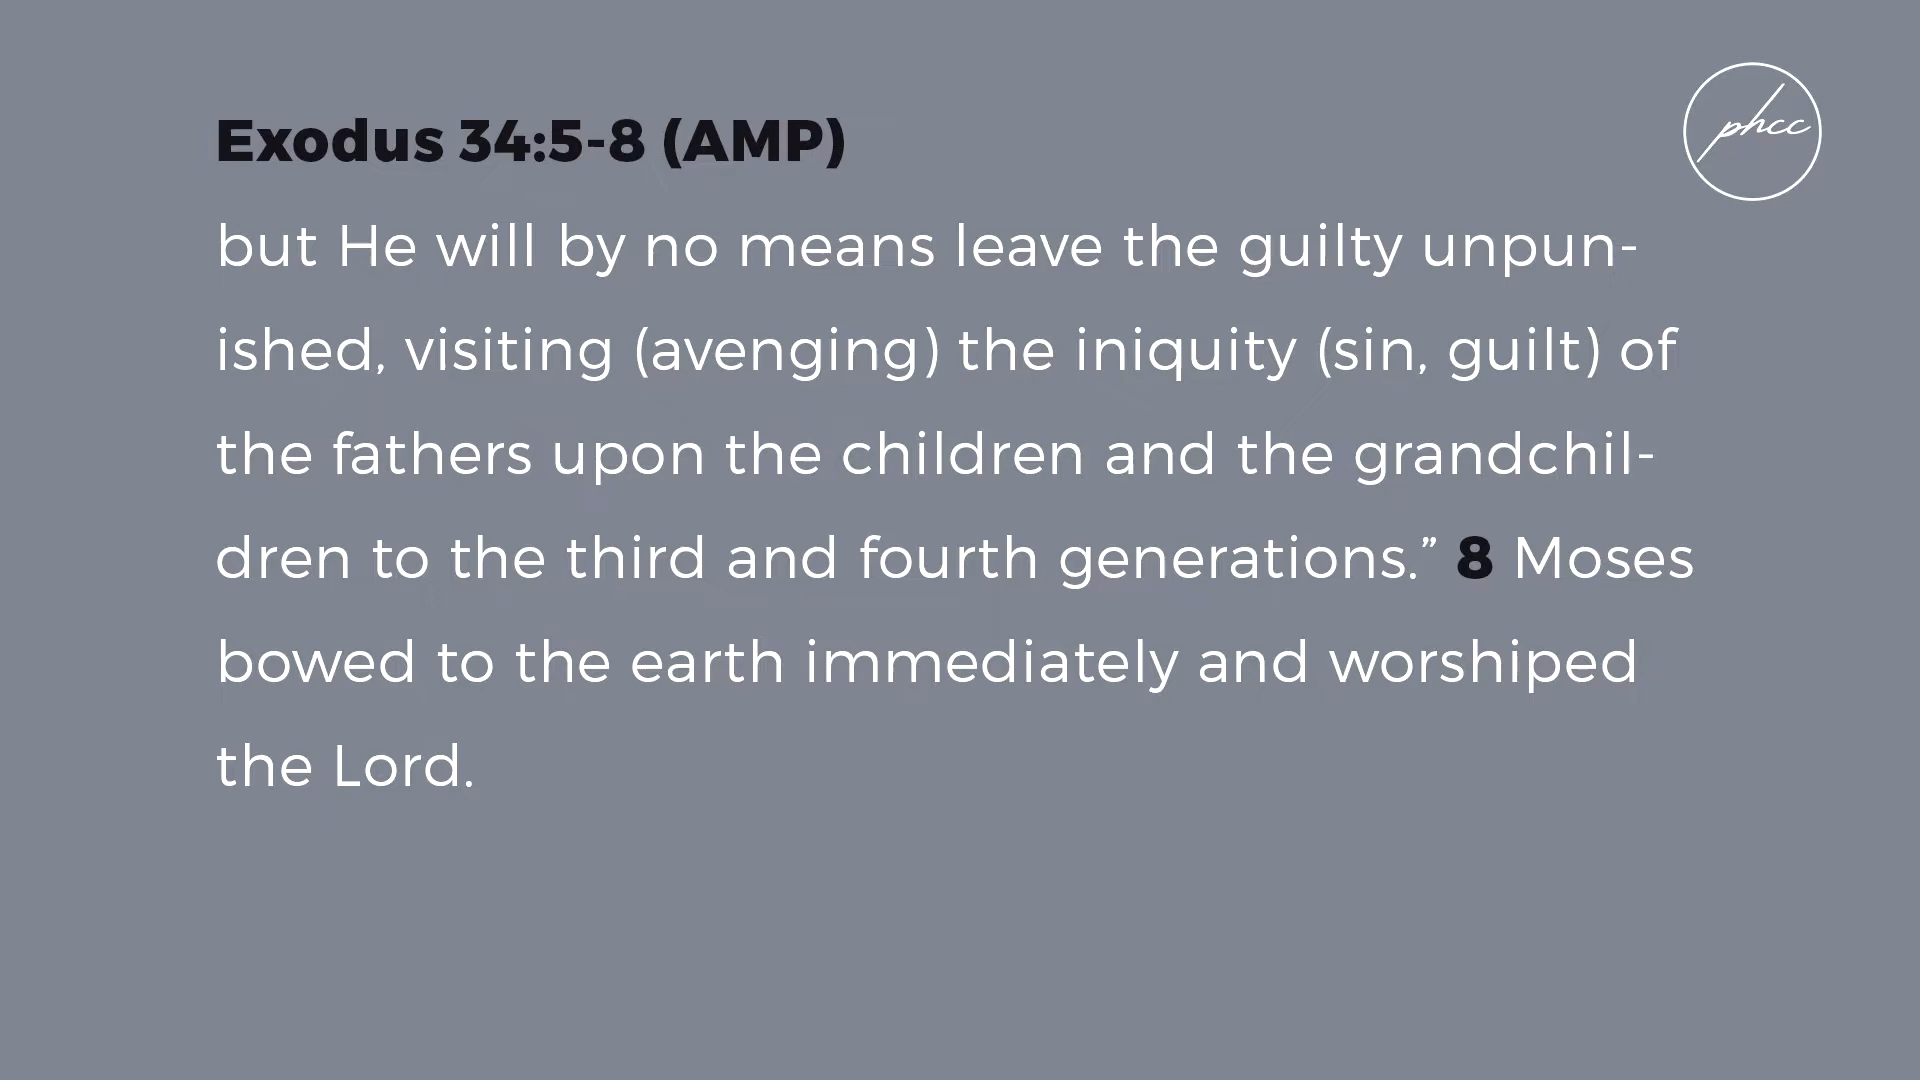 phcc
Exodus 34:5-8 (AMP)
but He will by no means leave the guilty unpun-
ished, visiting (avenging) the iniquity (sin, guilt) of
the fathers upon the children and the grandchil-
dren to the third and fourth generations.” 8 Moses
bowed to the earth immediately and worshiped
the Lord.